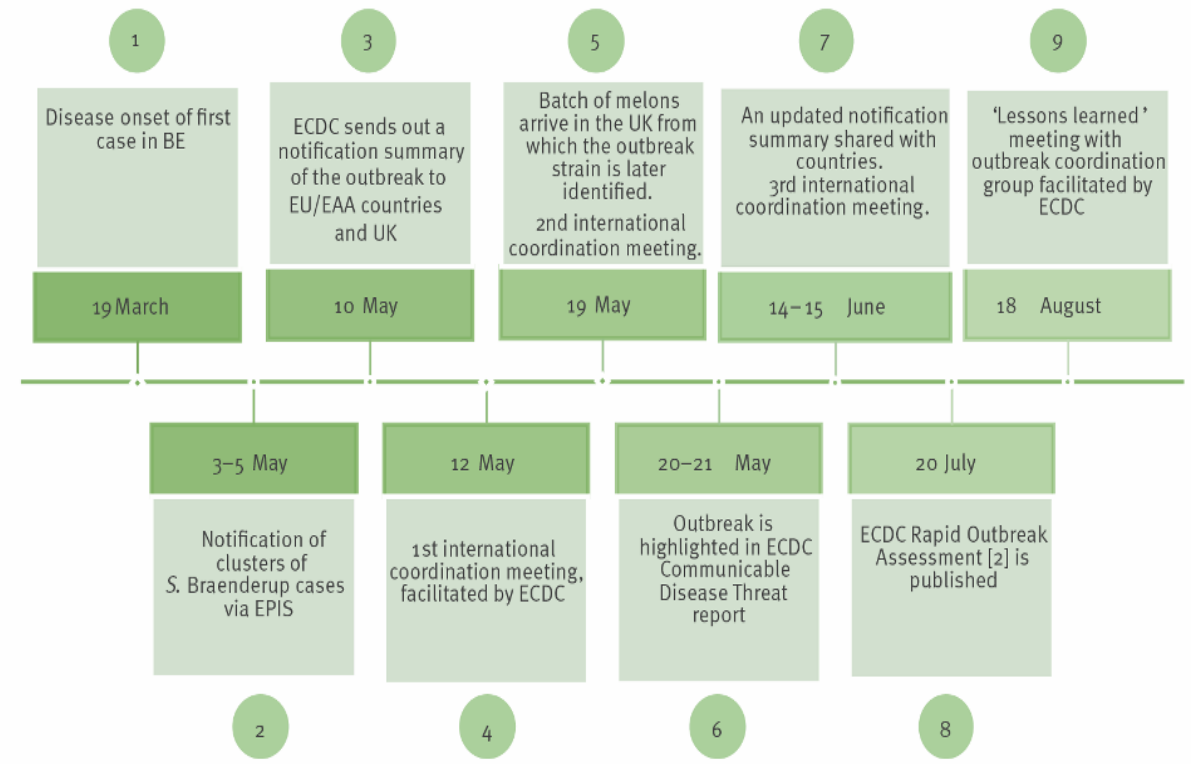 1
Disease onset of first
case in BE
19 March
2
3–5 May
Notification of
clusters of
S. Braenderup cases
via EPIS
3
ECDC sends out a
notification summary
of the outbreak to
EU/EAA countries
and UK
10 May
4
12 May
1st international
coordination meeting,
facilitated by ECDC
5
Batch of melons
arrive in the UK from
which the outbreak
strain is later
identified.
2nd international
coordination meeting.
19 May
6
20–21 May
Outbreak is
highlighted in ECDC
Communicable
Disease Threat
report
7
An updated notification
summary shared with
countries.
3rd international
coordination meeting.
14–15 June
8
20 July
ECDC Rapid Outbreak
Assessment [2] is
published
9
‘Lessons learned’
meeting with
outbreak coordination
group facilitated by
ECDC
18 August